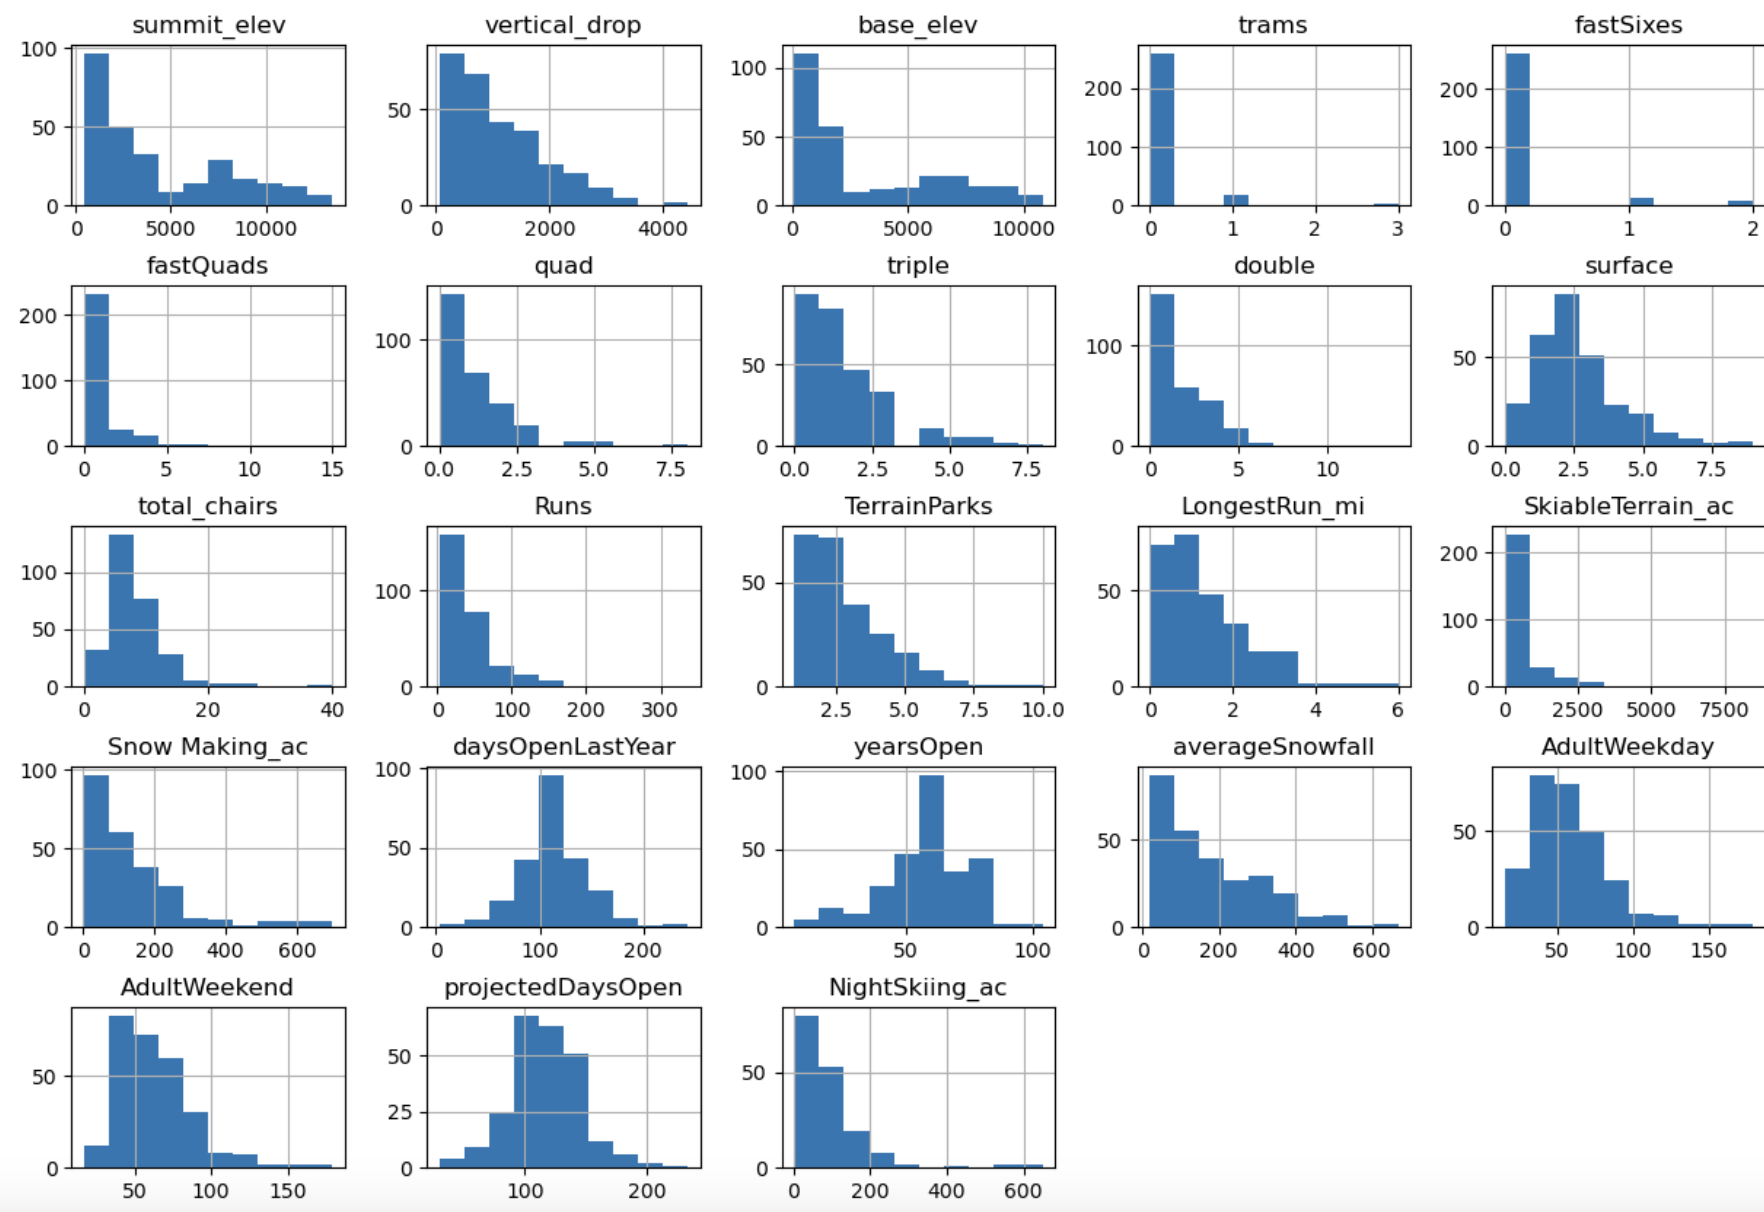 summit_elev vertical_drop base_elev trams fastSixes
100 50 0 50 0 100 50 0 200 100 0 200 100 0
0 5000 10000 0 2000 4000 0 5000 10000 0 1 2 3 0 1 2
fastQuads quad triple double surface
200 100 0 100 0 50 0 100 0 50 0
0 5 10 15 0.0 2.5 5.0 7.5 0.0 2.5 5.0 7.5 0 5 10 0.0 2.5 5.0 7.5
total_chairs Runs TerrainParks LongestRun_mi SkiableTerrain_ac
100 50 0 100 0 50 0 50 0 200 100 0
0 20 40 0 100 200 300 2.5 5.0 7.5 10.0 0 2 4 6 0 2500 5000 7500
Snow Making_ac daysOpenLastYear yearsOpen averageSnowfall AdultWeekday
100 50 0 100 50 0 100 50 0 50 0 50 0
0 200 400 600 0 100 200 50 100 0 200 400 600 50 100 150
AdultWeekend projectedDaysOpen NightSkiing_ac
50 0 50 25 0 50 0
50 100 150 100 200 0 200 400 600